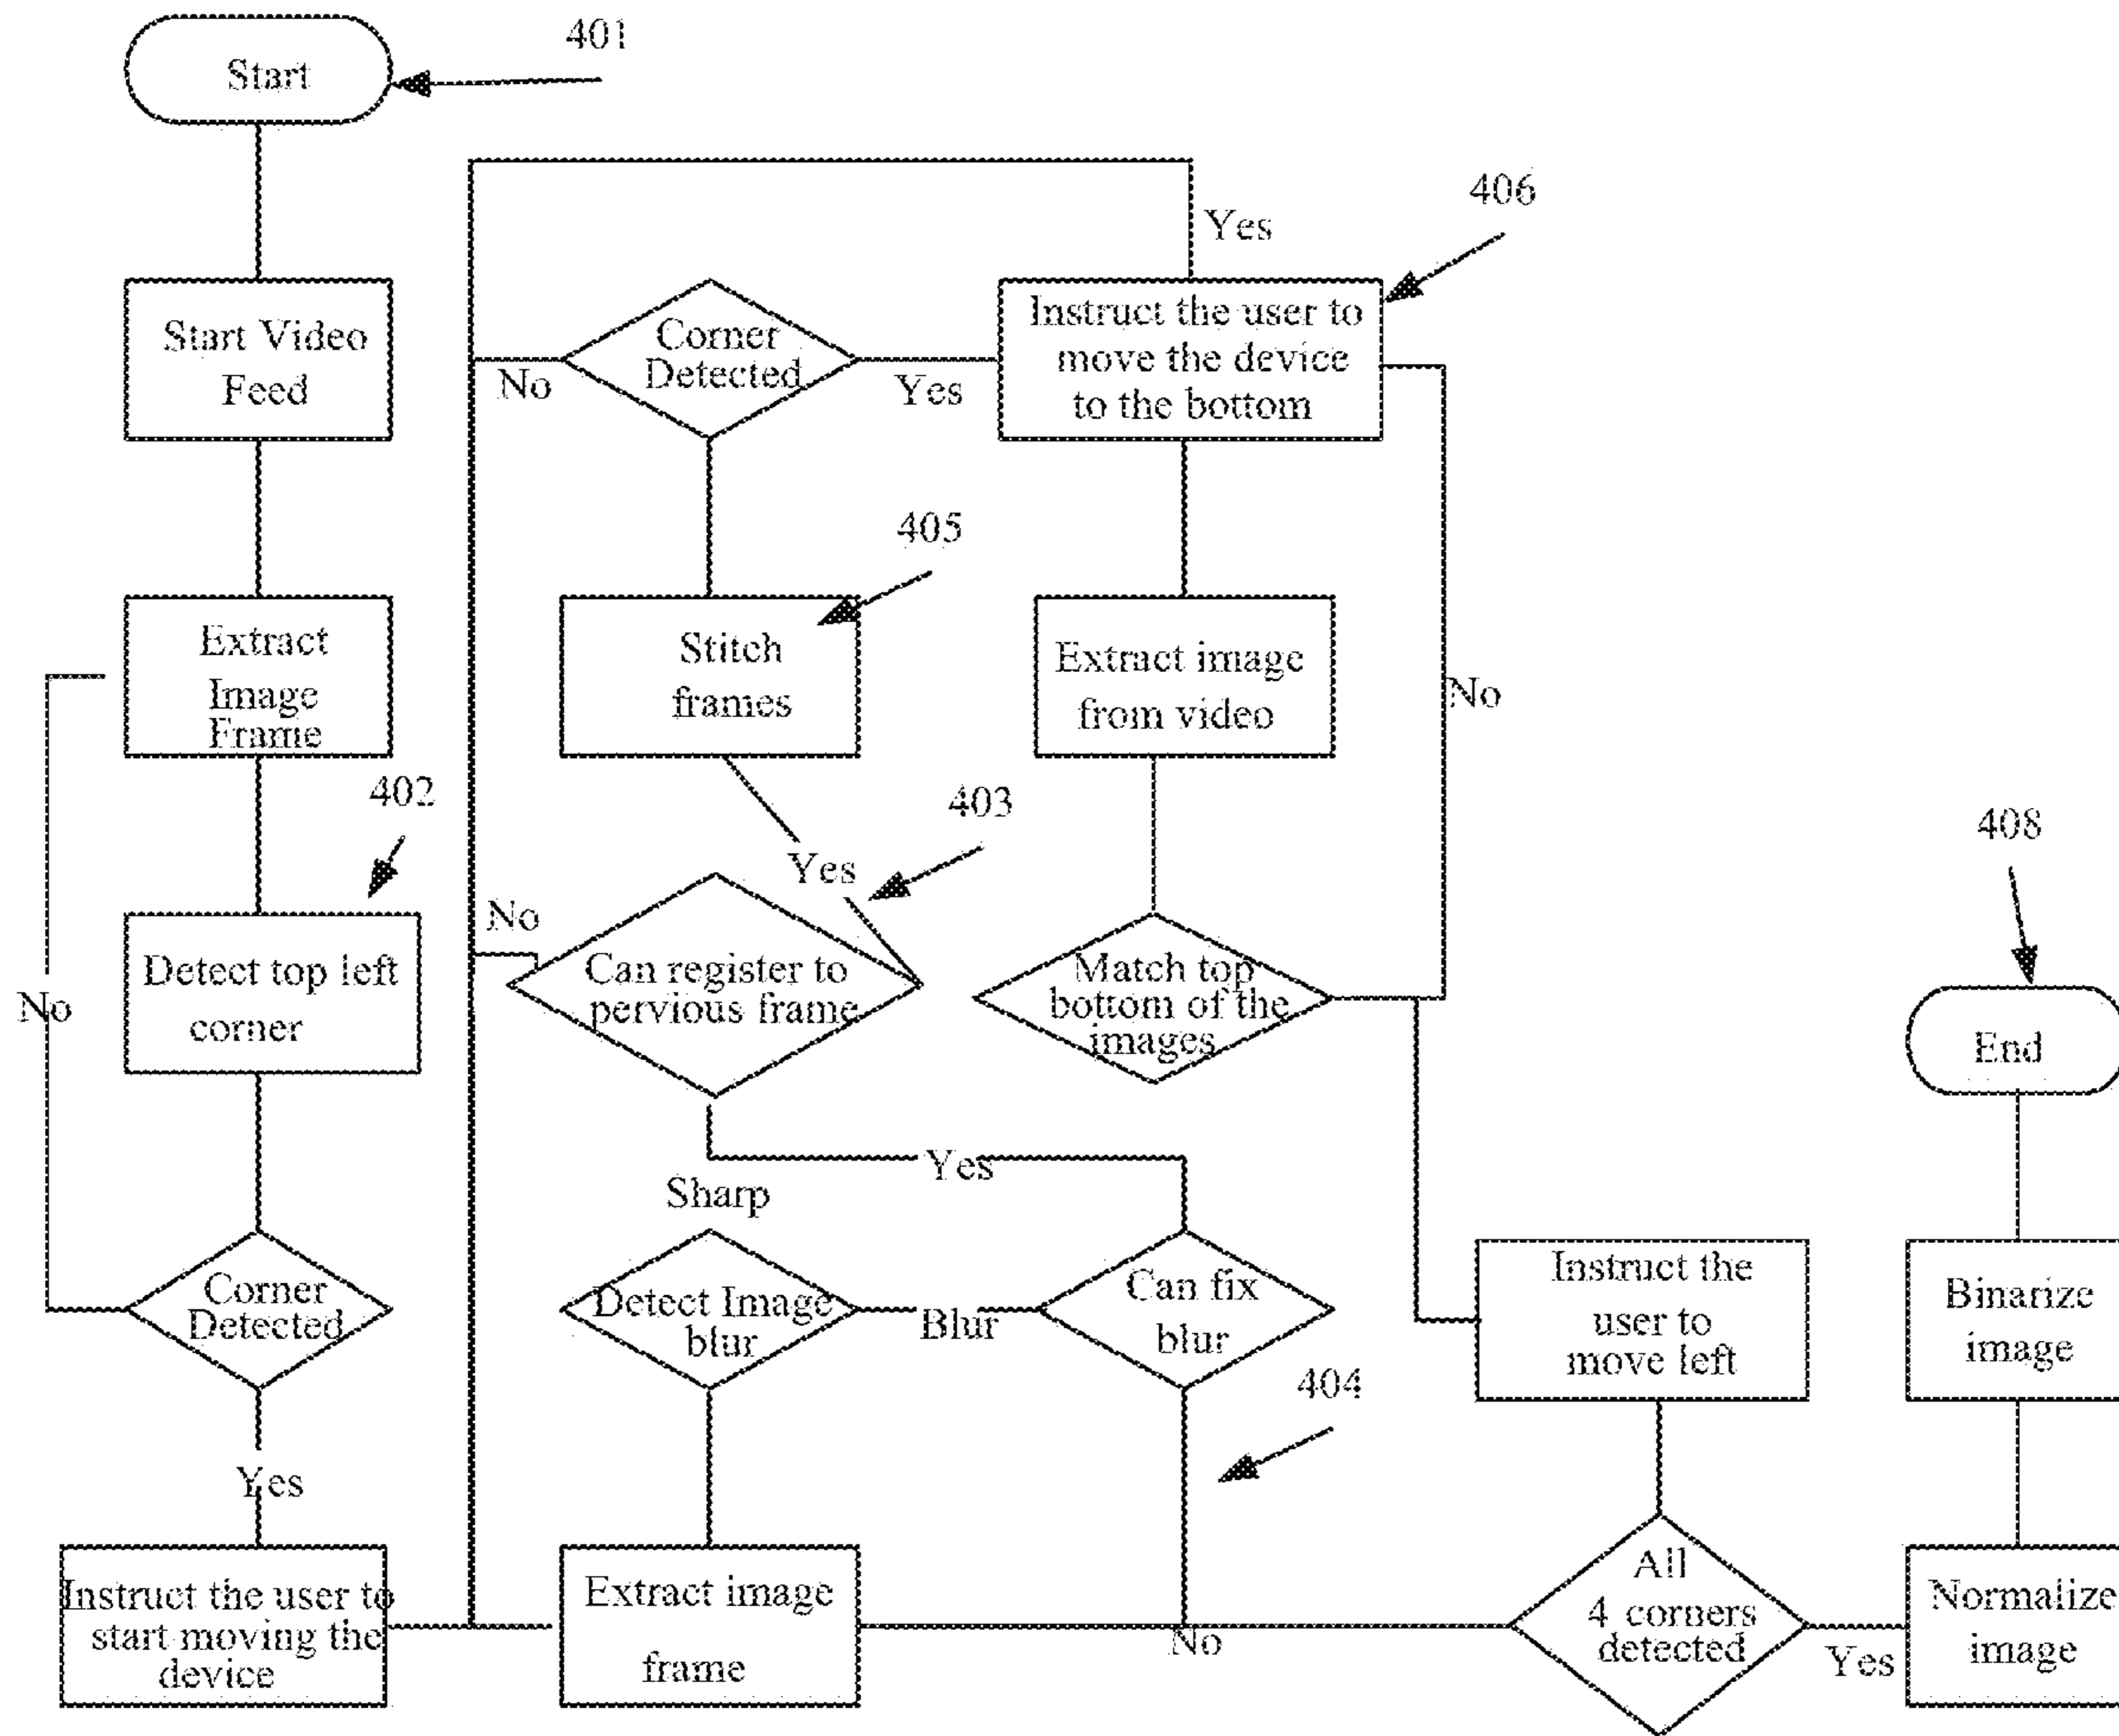 401
Start
406
Yes
Start Video
Feed
Corner
Detected
No
Yes
Instruct the user to
move the device
to the bottom
405
Extract
Image
Frame
Stitch
frames
Extract image
from video
No
402
403
408
Yes
No
Detect top left
corner
No
Can register to
pervious frame
Match top
bottom of the
images
End
Yes
Sharp
Corner
Detected
Detect Image
blur
Blur
Can fix
blur
Instruct the
user to
move left
Binarize
image
404
Yes
Instruct the user to
start moving the
device
Extract image
frame
No
All
4 corners
detected
Yes
Normalize
image